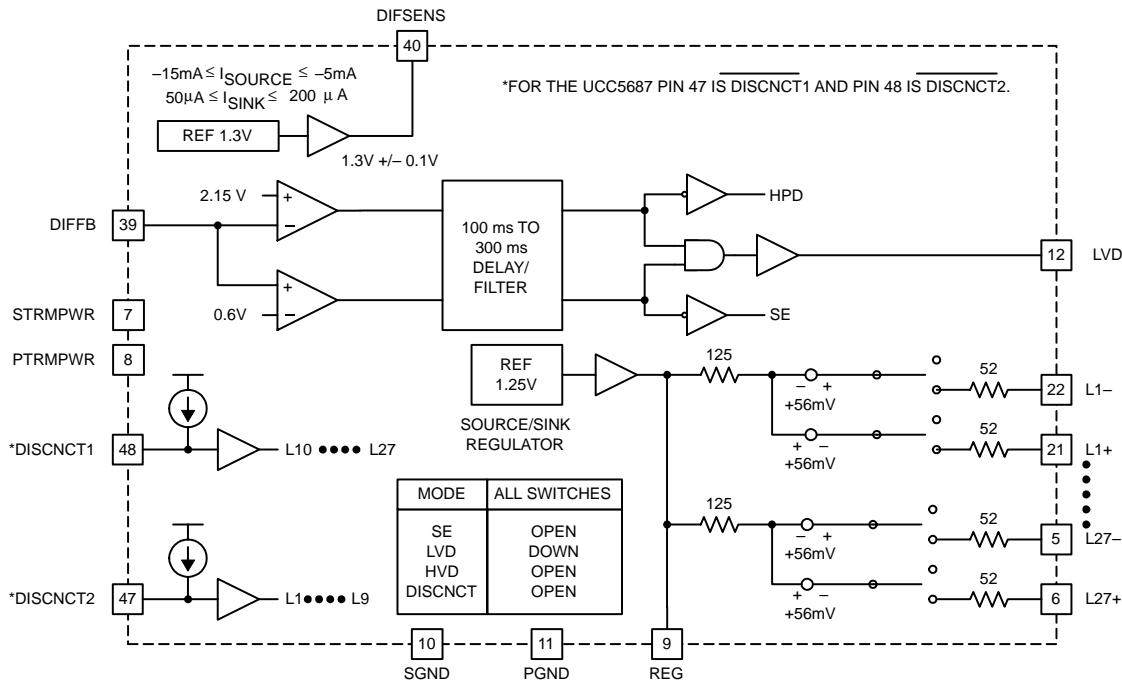 DIFSENS
40
–15mA ≤ I SOURCE ≤ –5mA
50µA ≤ I SINK ≤ 200 µ A
*FOR THE UCC5687 PIN 47 IS DISCNCT1 AND PIN 48 IS DISCNCT2.
REF 1.3V
1.3V +/– 0.1V
2.15 V
+
–
HPD
DIFFB
39
100 ms TO
300 ms
DELAY/
FILTER
12
LVD
+
–
0.6V
SE
STRMPWR
7
PTRMPWR
8
REF
1.25V
SOURCE/SINK
REGULATOR
125
– +
+56mV
52
22
L1–
*DISCNCT1
48
L10
L27
+ –
+56mV
52
21
L1+
MODE
ALL SWITCHES
SE
OPEN
LVD
DOWN
HVD
OPEN
DISCNCT
OPEN
125
– +
+56mV
52
5
L27–
*DISCNCT2
47
L1
L9
+ –
+56mV
52
6
L27+
10
SGND
11
PGND
9
REG